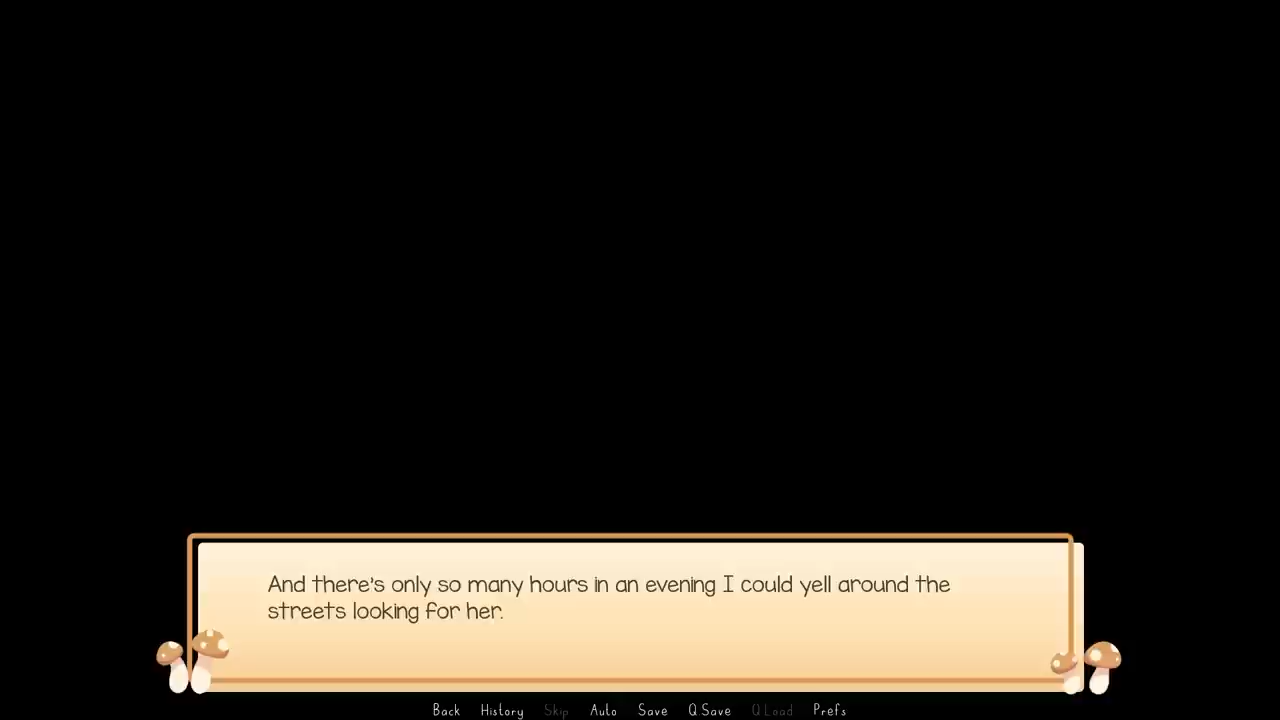 And there's only so many hours in an evening I could yell around the
streets looking for her.
Back History Skip Auto Save Q.Save Q.Load Prefs